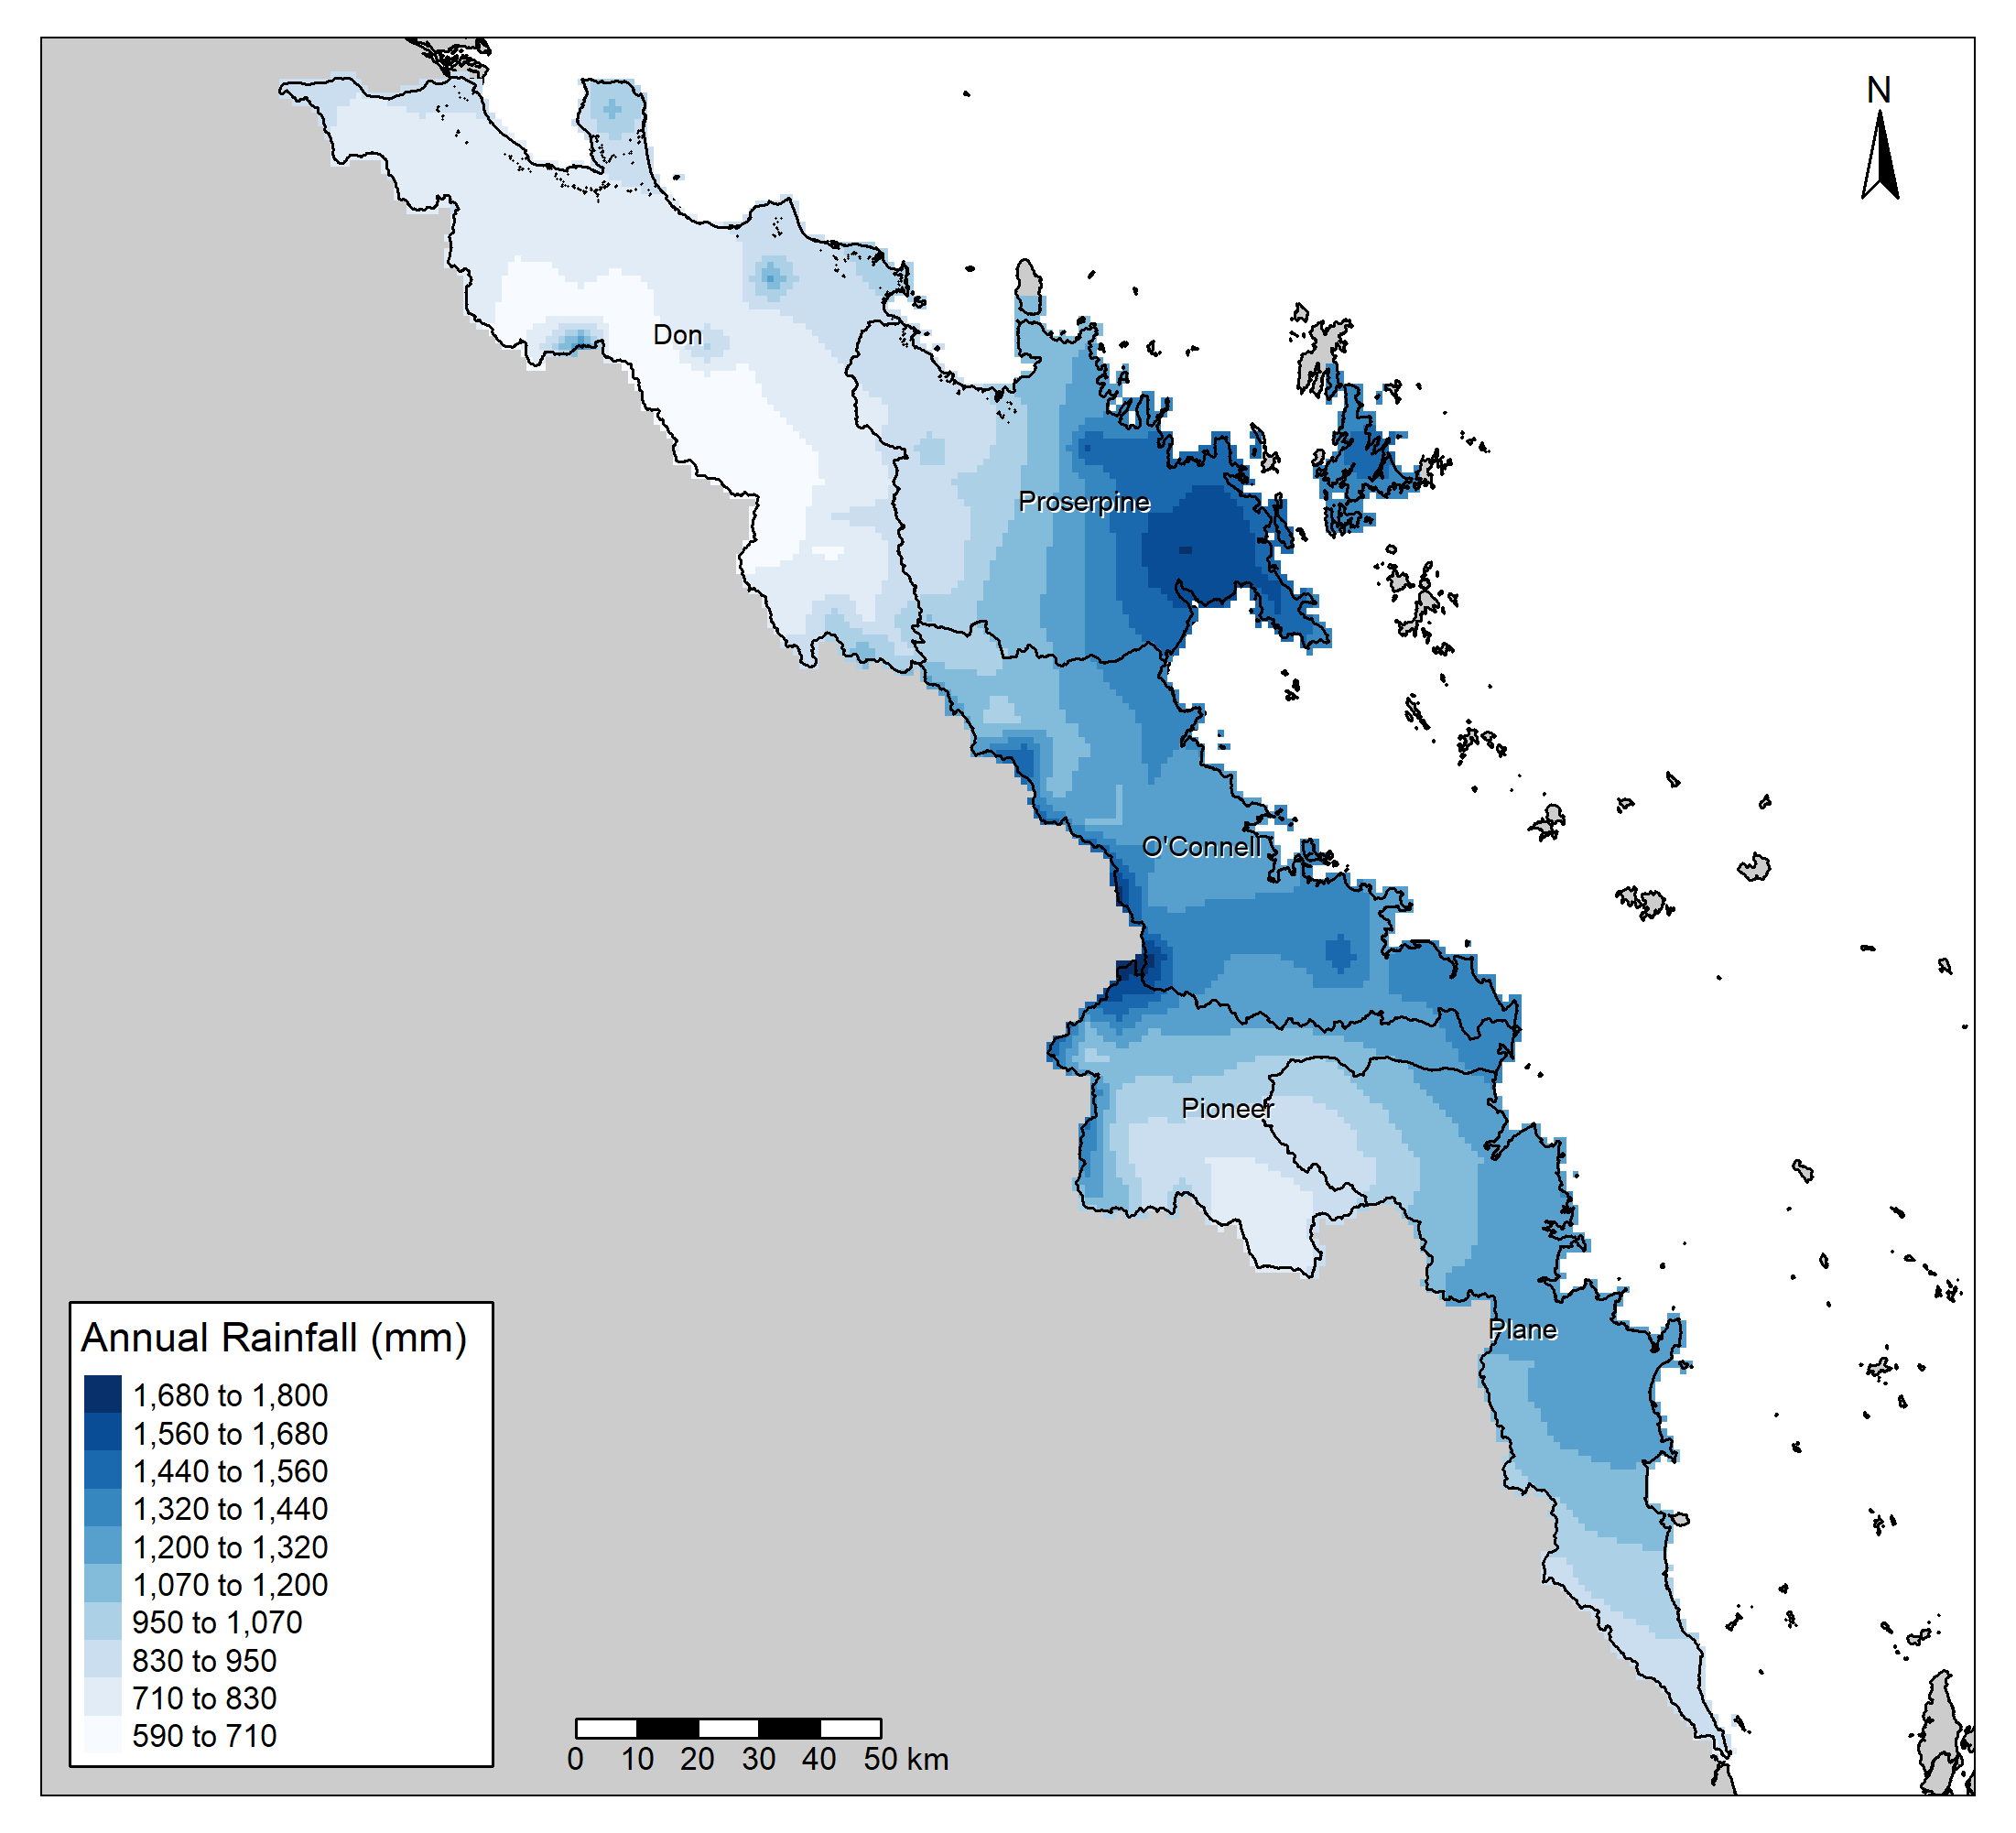 N
Don
Proserpine
O'Connell
Pioneer
Plane
Annual Rainfall (mm)
1,680 to 1,800
1,560 to 1,680
1,440 to 1,560
1,320 to 1,440
1,200 to 1,320
1,070 to 1,200
950 to 1,070
830 to 950
710 to 830
590 to 710
0 10 20 30 40 50 km